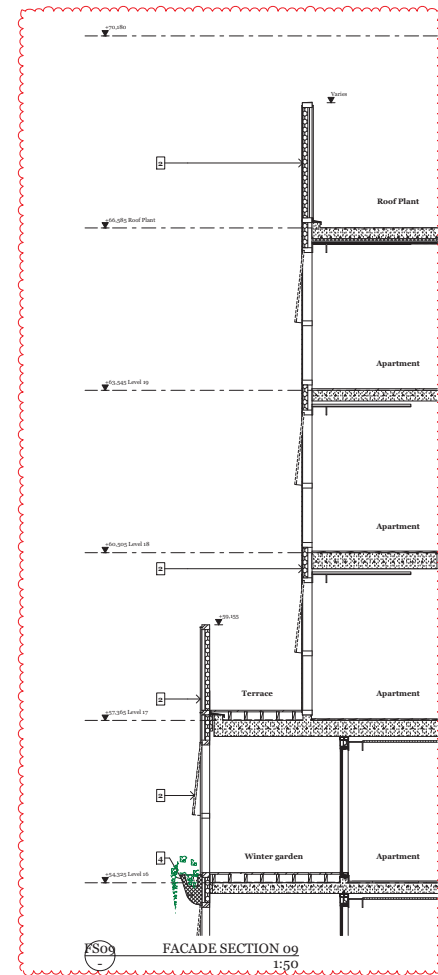 +70,180
Varies
2
Roof Plant
+66,585 Roof Plant
Apartment
+63,545 Level 19
Apartment
+60,505 Level 18
2
+59,155
2
Terrace
Apartment
+57,365 Level 17
2
4
Winter garden
Apartment
+54,325 Level 16
FS09
FACADE SECTION 09
-
1:50